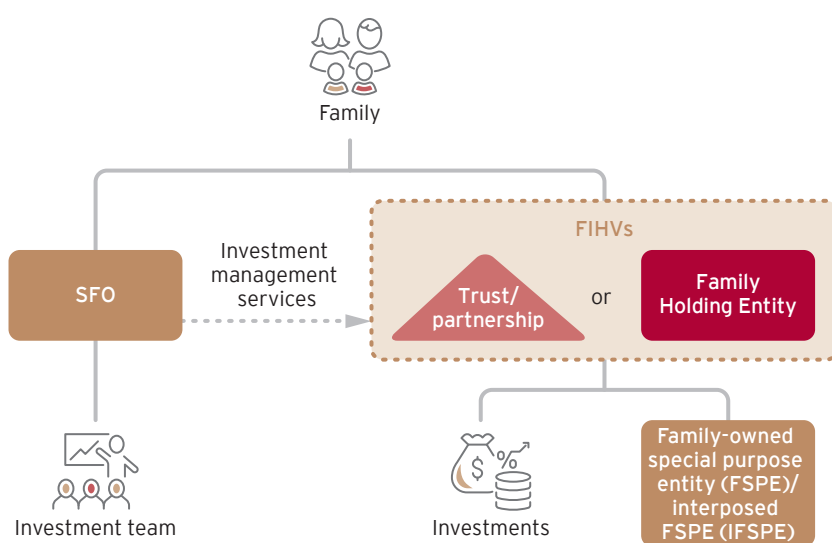 Family
FIHVs
SFO
Investment
management
services
Trust/
partnership
or
Family
Holding Entity
Investment team
$
%
Investments
Family-owned
special purpose
entity (FSPE)/
interposed
FSPE (IFSPE)